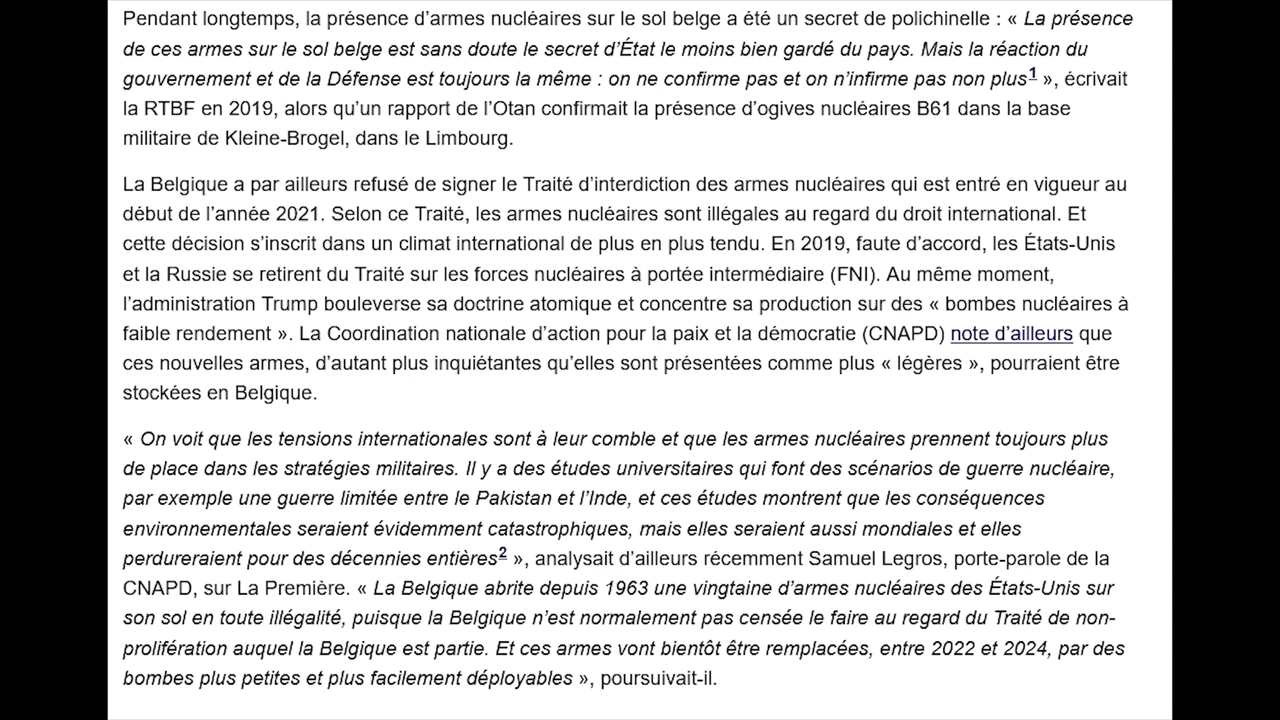 Pendant longtemps, la présence d’armes nucléaires sur le sol belge a été un secret de polichinelle : « La présence
de ces armes sur le sol belge est sans doute le secret d’État le moins bien gardé du pays. Mais la réaction du
gouvernement et de la Défense est toujours la même : on ne confirme pas et on n’infirme pas non plus1 », écrivait
la RTBF en 2019, alors qu’un rapport de l’Otan confirmait la présence d’ogives nucléaires B61 dans la base
militaire de Kleine-Brogel, dans le Limbourg.
La Belgique a par ailleurs refusé de signer le Traité d’interdiction des armes nucléaires qui est entré en vigueur au
début de l’année 2021. Selon ce Traité, les armes nucléaires sont illégales au regard du droit international. Et
cette décision s’inscrit dans un climat international de plus en plus tendu. En 2019, faute d’accord, les États-Unis
et la Russie se retirent du Traité sur les forces nucléaires à portée intermédiaire (FNI). Au même moment,
l’administration Trump bouleverse sa doctrine atomique et concentre sa production sur des « bombes nucléaires à
faible rendement ». La Coordination nationale d’action pour la paix et la démocratie (CNAPD) note d’ailleurs que
ces nouvelles armes, d’autant plus inquiétantes qu’elles sont présentées comme plus « légères », pourraient être
stockées en Belgique.
« On voit que les tensions internationales sont à leur comble et que les armes nucléaires prennent toujours plus
de place dans les stratégies militaires. Il y a des études universitaires qui font des scénarios de guerre nucléaire,
par exemple une guerre limitée entre le Pakistan et l’Inde, et ces études montrent que les conséquences
environnementales seraient évidemment catastrophiques, mais elles seraient aussi mondiales et elles
perdureraient pour des décennies entières2 », analysait d’ailleurs récemment Samuel Legros, porte-parole de la
CNAPD, sur La Première. « La Belgique abrite depuis 1963 une vingtaine d’armes nucléaires des États-Unis sur
son sol en toute illégalité, puisque la Belgique n’est normalement pas censée le faire au regard du Traité de non-
prolifération auquel la Belgique est partie. Et ces armes vont bientôt être remplacées, entre 2022 et 2024, par des
bombes plus petites et plus facilement déployables », poursuivait-il.